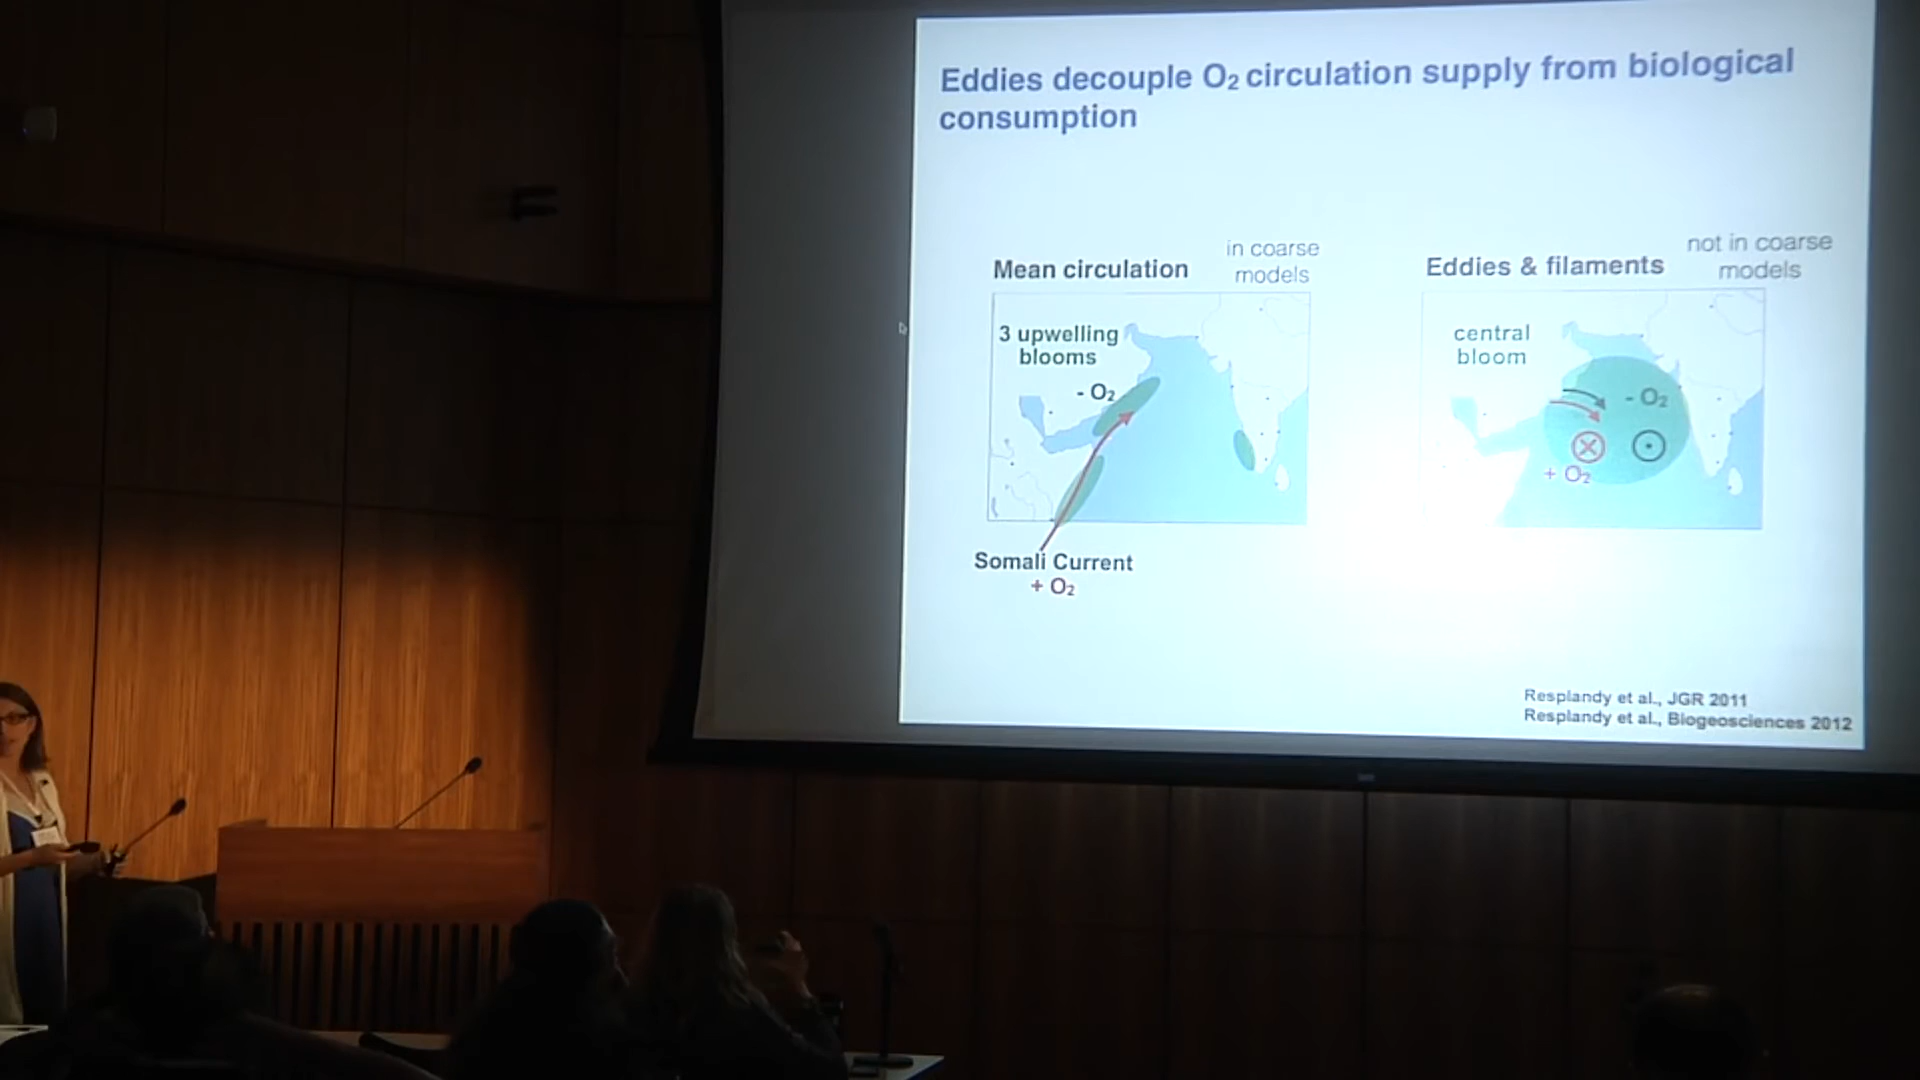 Eddies decouple O₂ circulation supply from biological
consumption
Mean circulation
in coarse
models
3 upwelling
blooms
- O₂
Somali Current
+ O₂
Eddies & filaments
not in coarse
models
central
bloom
- O₂
+ O₂
Resplandy et al., JGR 2011
Resplandy et al., Biogeosciences 2012